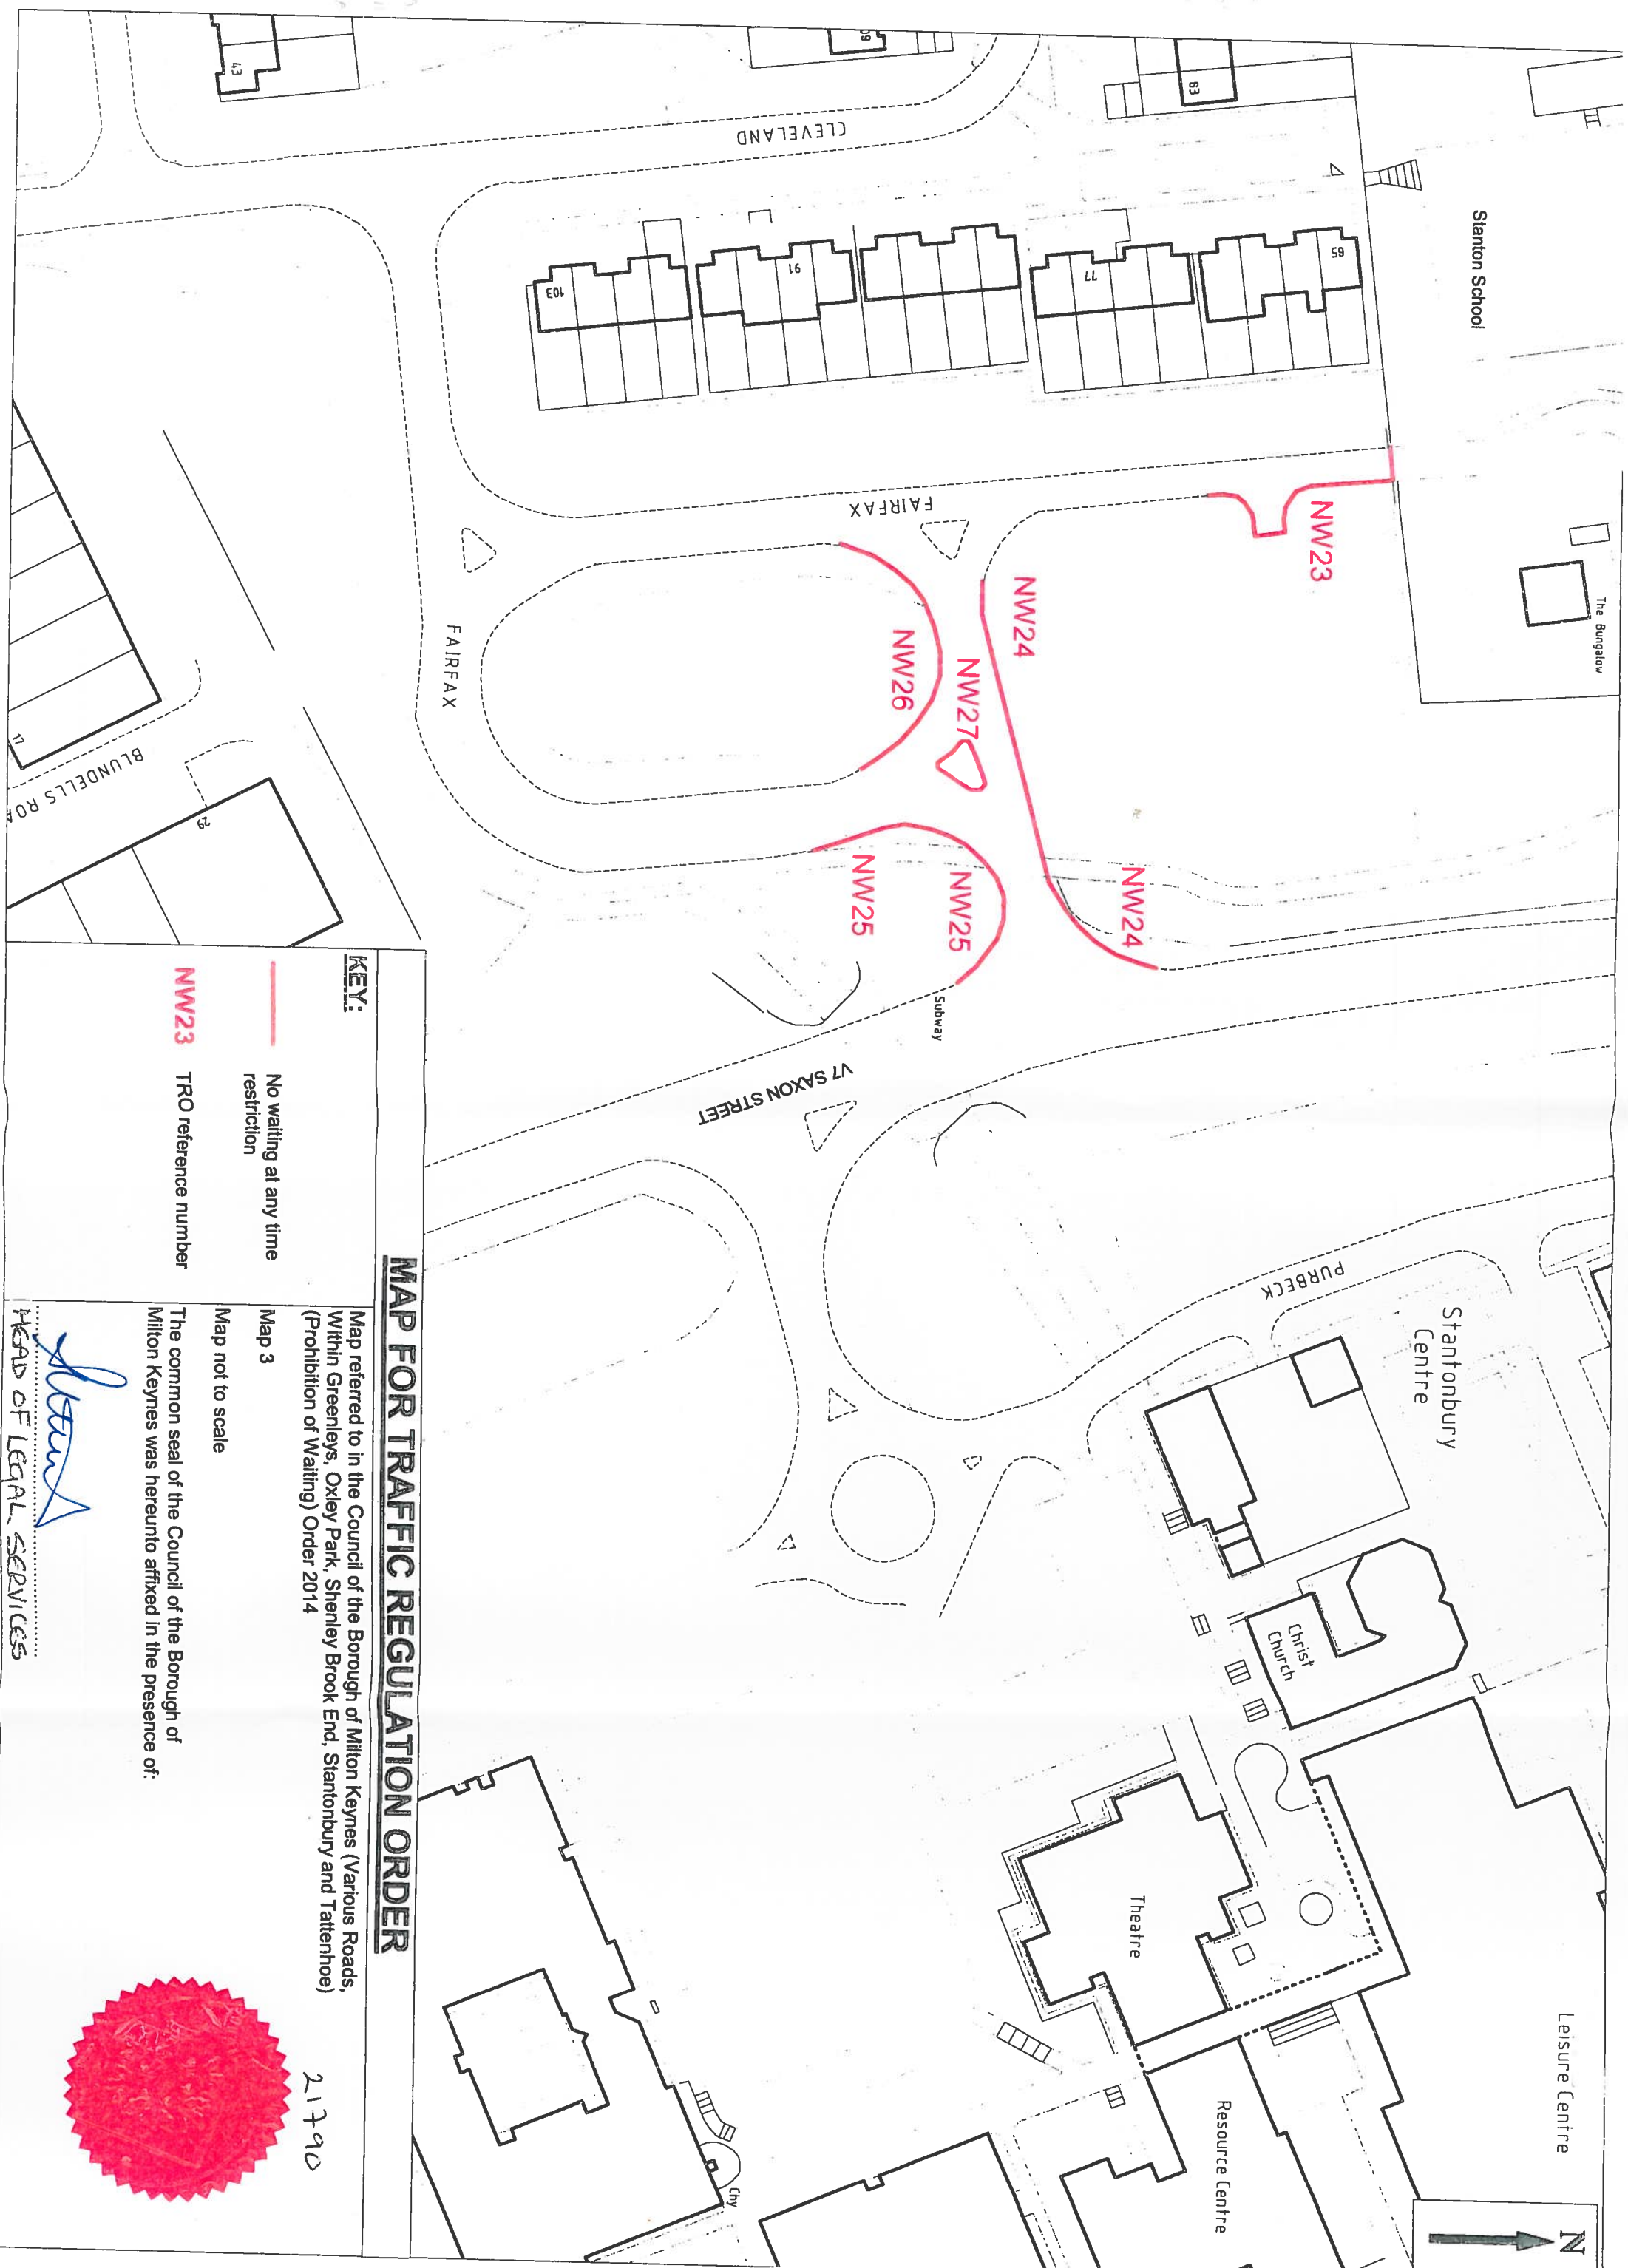 Stanton School
The Bungalow
43
60
63
CLEVELAND
65
77
91
103
FAIRFAX
NW23
NW24
NW27
NW26
NW24
NW25
NW25
FAIRFAX
Subway
V7 SAXON STREET
BLUNDELLS ROA
17
29
PURBECK
Stantonbury
Centre
Christ
Church
Theatre
Leisure Centre
Resource Centre
Chy
N
MAP FOR TRAFFIC REGULATION ORDER
KEY:
No waiting at any time
restriction
NW23 TRO reference number
Map referred to in the Council of the Borough of Milton Keynes (Various Roads,
Within Greenleys, Oxley Park, Shenley Brook End, Stantonbury and Tattenhoe)
(Prohibition of Waiting) Order 2014
Map 3
Map not to scale
The common seal of the Council of the Borough of
Milton Keynes was hereunto affixed in the presence of:
HEAD OF LEGAL SERVICES
21790